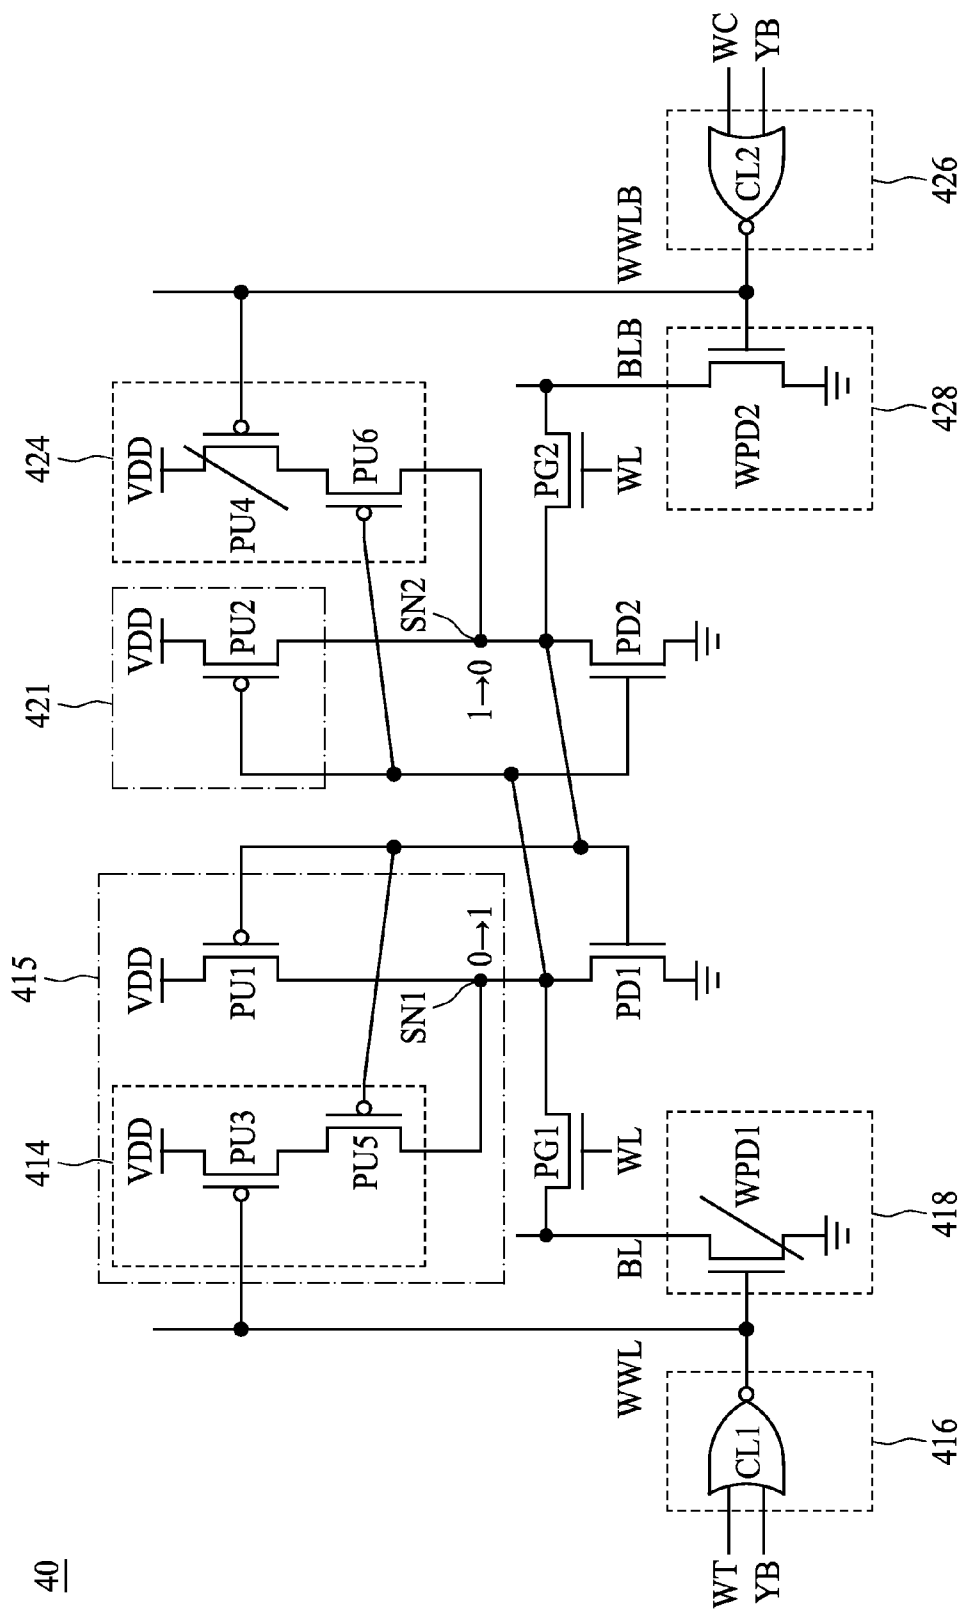 40
415
414
421
424
VDD
VDD
VDD
VDD
PU3
PU1
PU2
PU4
PU5
PU6
SN1
0→1
SN2
1→0
PG1
WL
PG2
WL
PD1
PD2
WWL
BL
BLB
WWLB
WT
YB
CL1
WPD1
WPD2
CL2
WC
YB
416
418
428
426